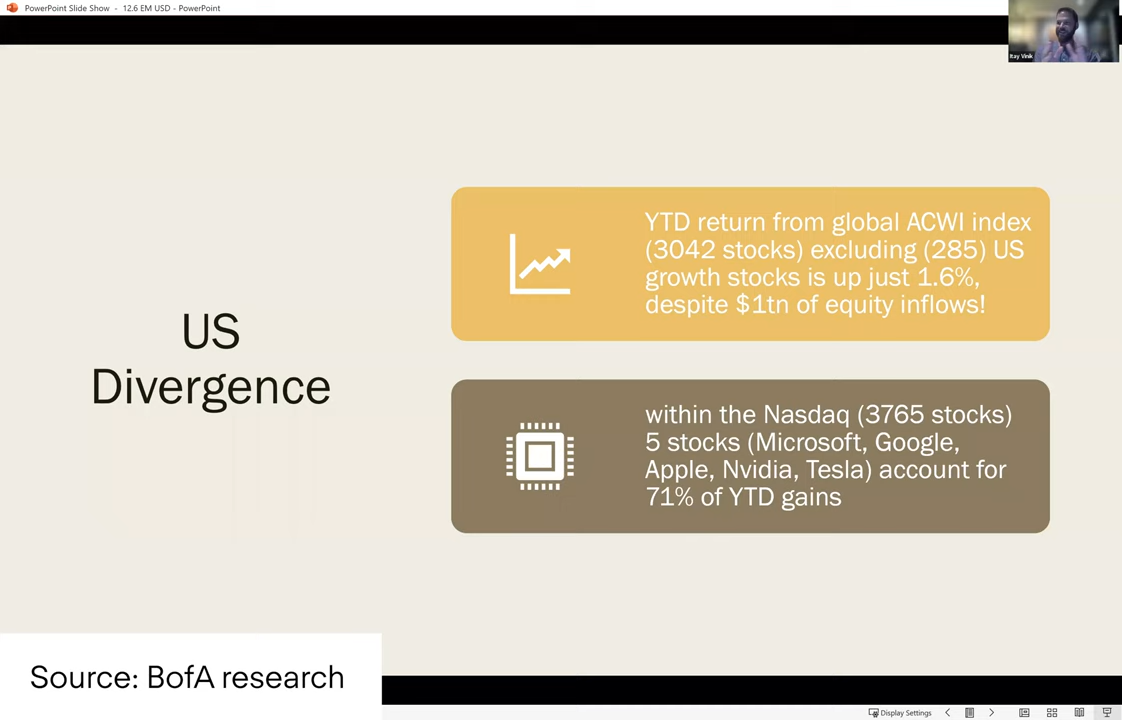 PowerPoint Slide Show - 12.6 EM USD - PowerPoint
Itay Vinik
US
Divergence
YTD return from global ACWI index
(3042 stocks) excluding (285) US
growth stocks is up just 1.6%,
despite $1tn of equity inflows!
within the Nasdaq (3765 stocks)
5 stocks (Microsoft, Google,
Apple, Nvidia, Tesla) account for
71% of YTD gains
Source: BofA research
Display Settings